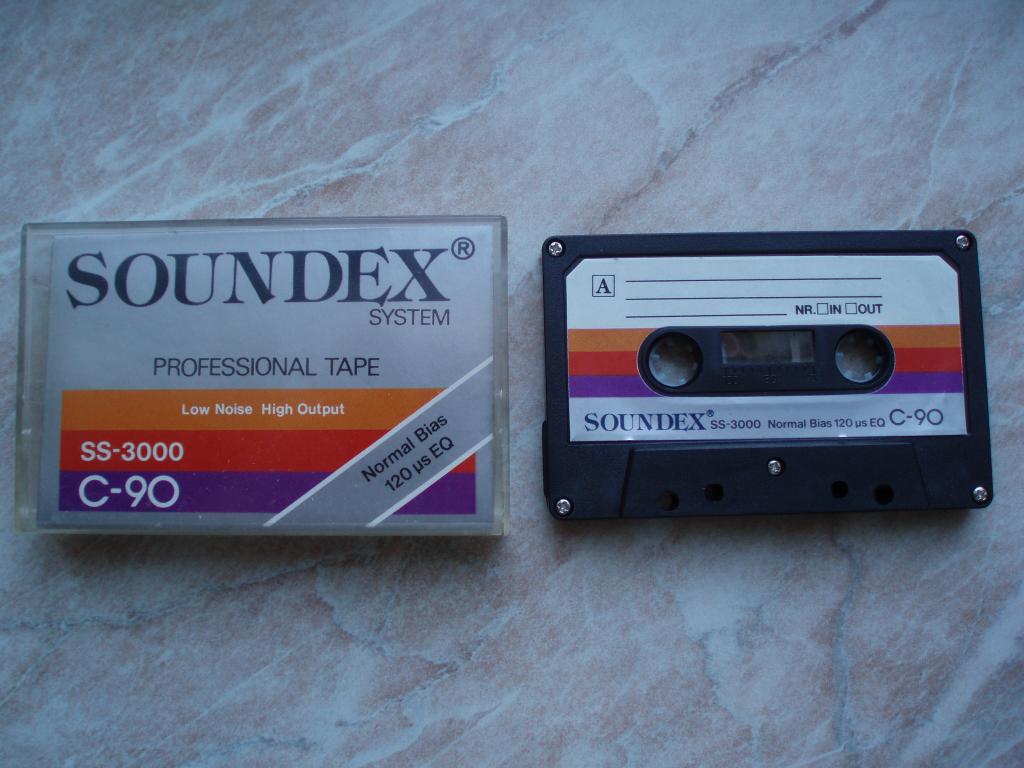 SOUNDEX®
SYSTEM
PROFESSIONAL TAPE
Low Noise High Output
SS-3000
C-90
Normal Bias
120 µs EQ
A
NR. IN OUT
SOUNDEX® SS-3000 Normal Bias 120 µs EQ C-90